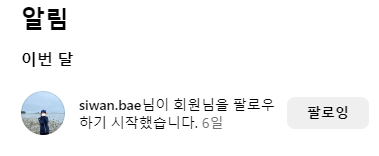 알림
이번 달
siwan.bae님이 회원님을 팔로우
하기 시작했습니다. 6일
팔로잉